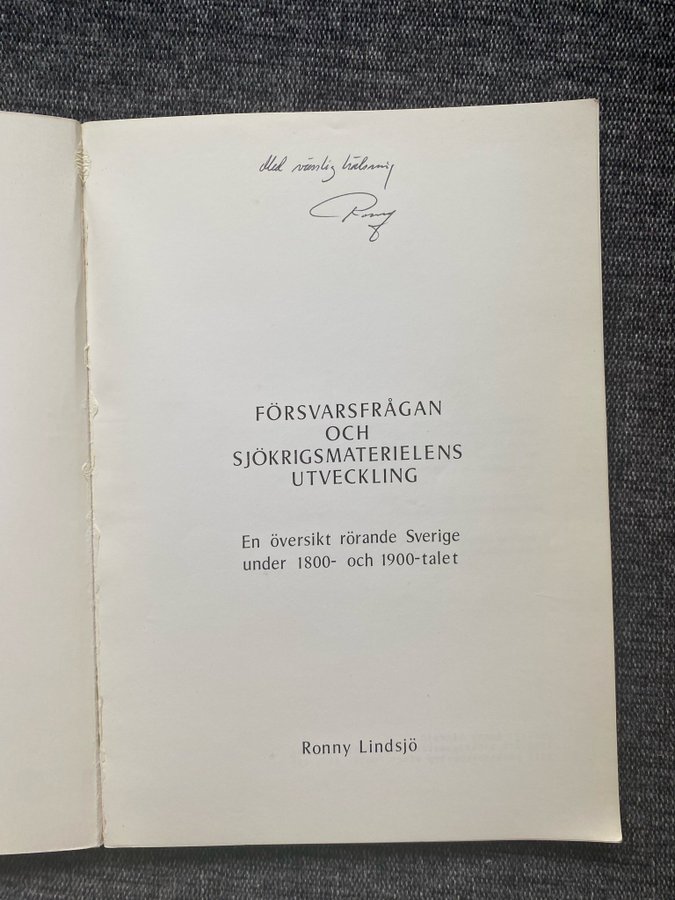 Med vänlig hälsning
Ronny
FÖRSVARSFRÅGAN
OCH
SJÖKRIGSMATERIELENS
UTVECKLING
En översikt rörande Sverige
under 1800- och 1900-talet
Ronny Lindsjö